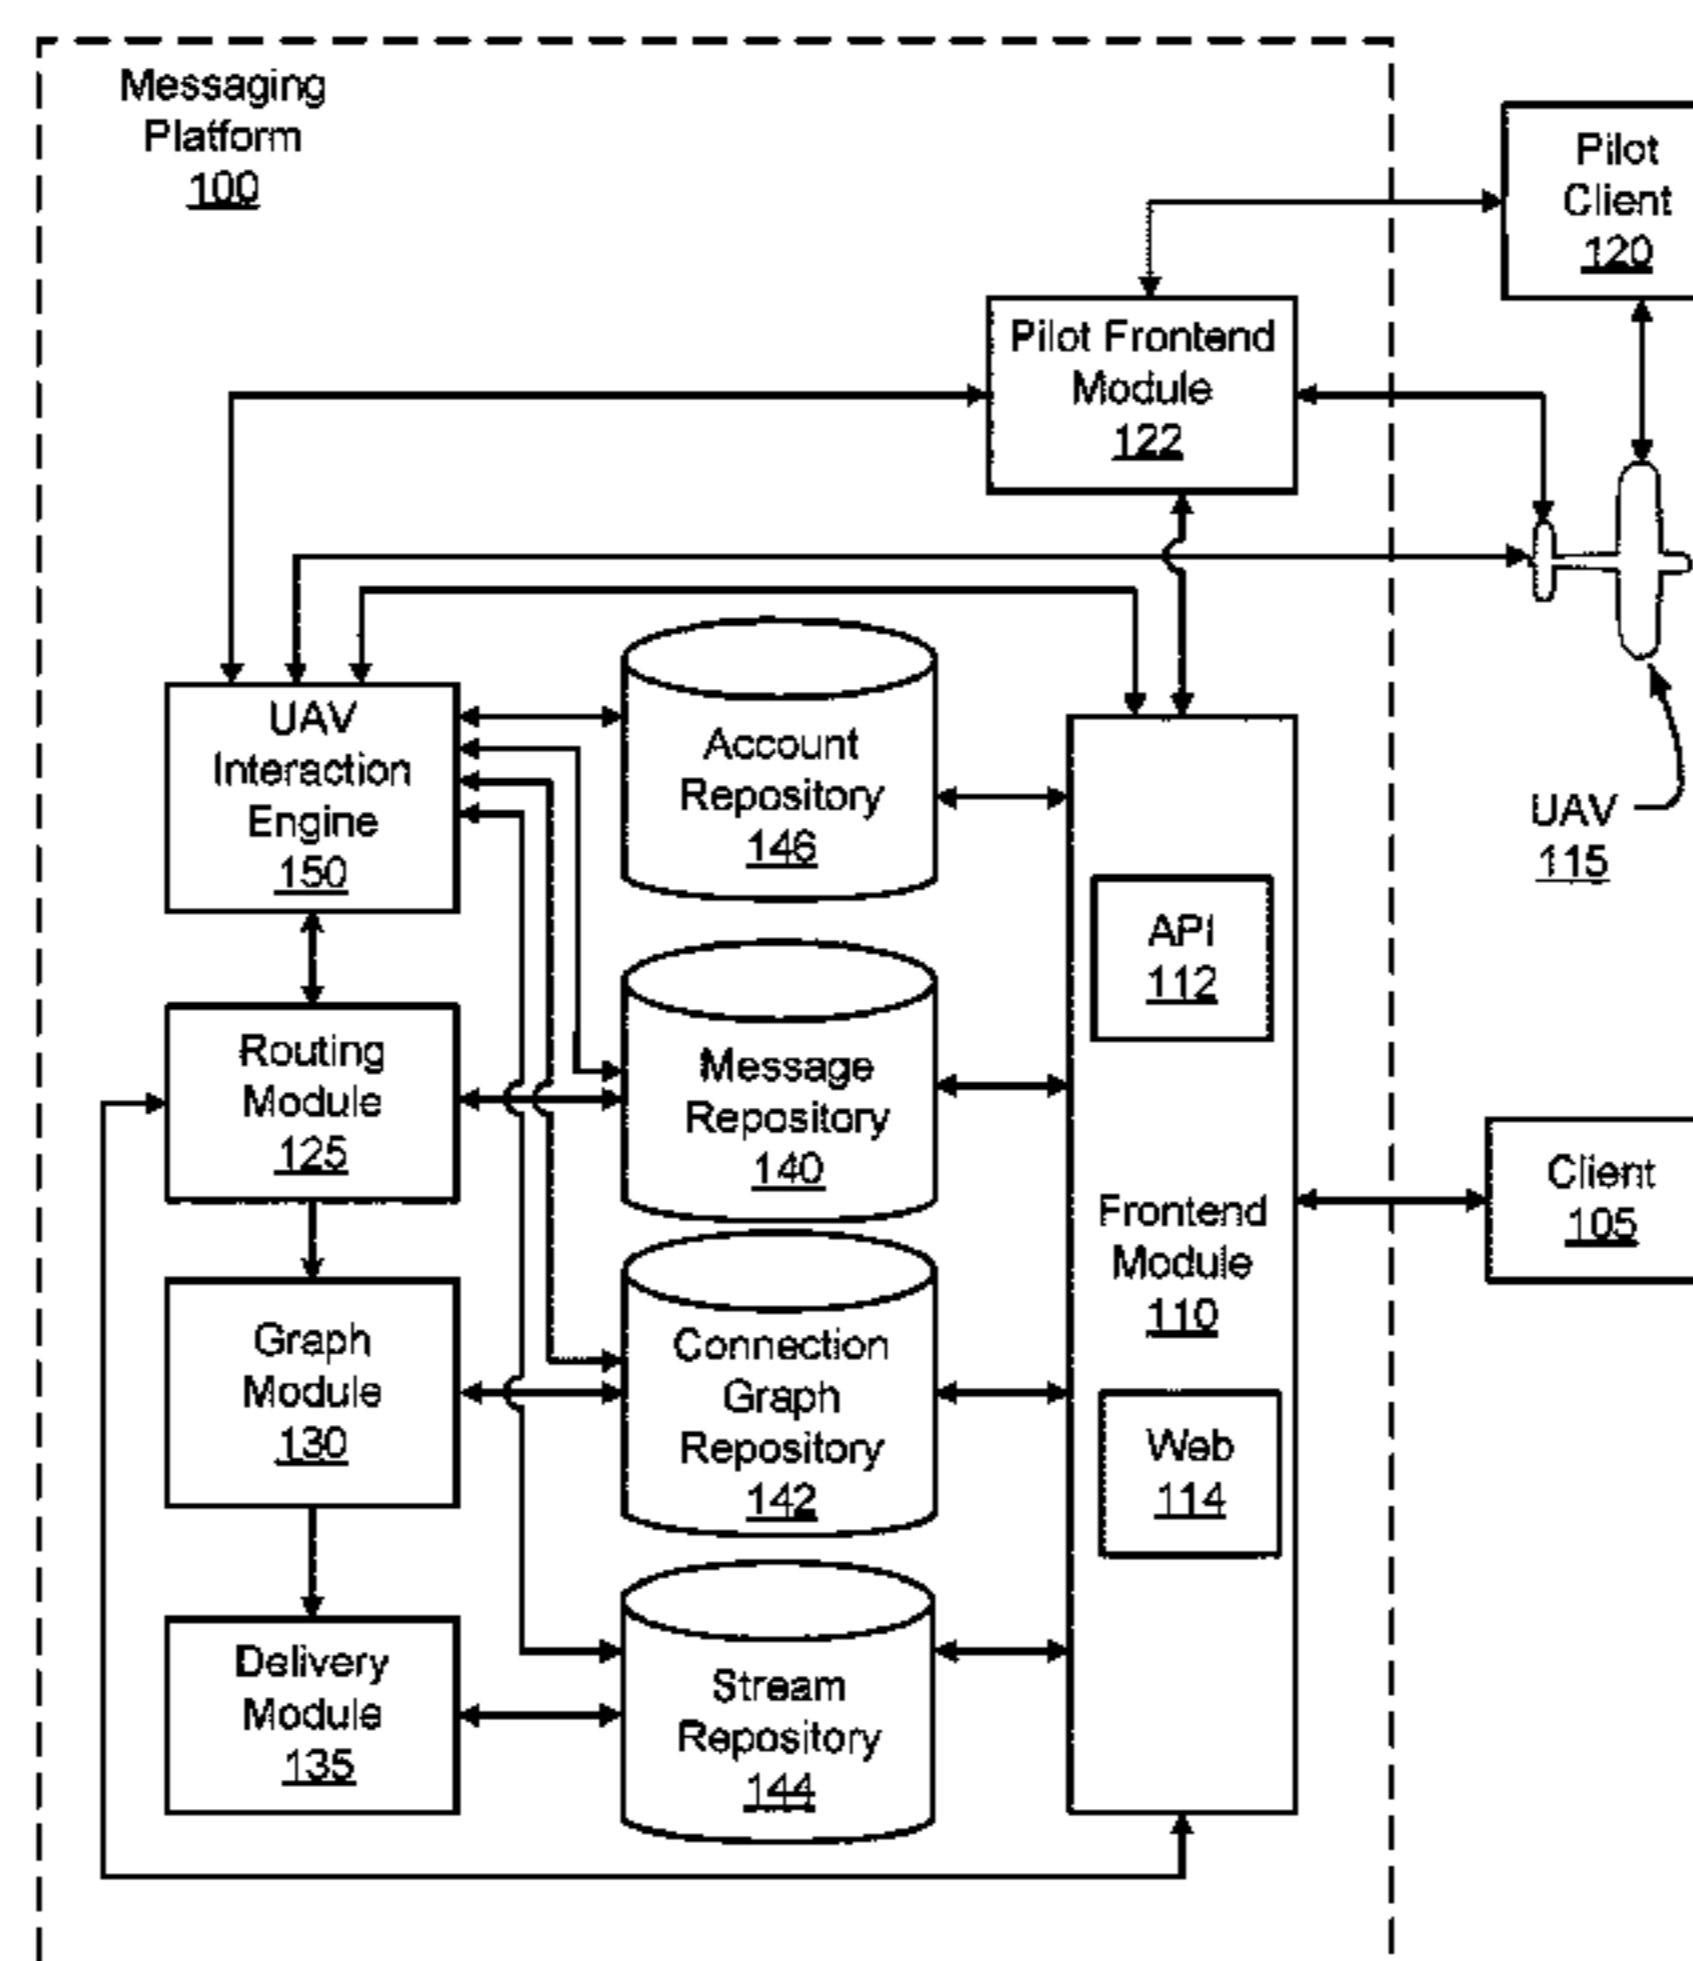 Messaging
Platform
100
Pilot
Client
120
Pilot Frontend
Module
122
UAV
115
UAV
Interaction
Engine
150
Account
Repository
146
API
112
Routing
Module
125
Message
Repository
140
Frontend
Module
110
Client
105
Graph
Module
130
Connection
Graph
Repository
142
Web
114
Delivery
Module
135
Stream
Repository
144